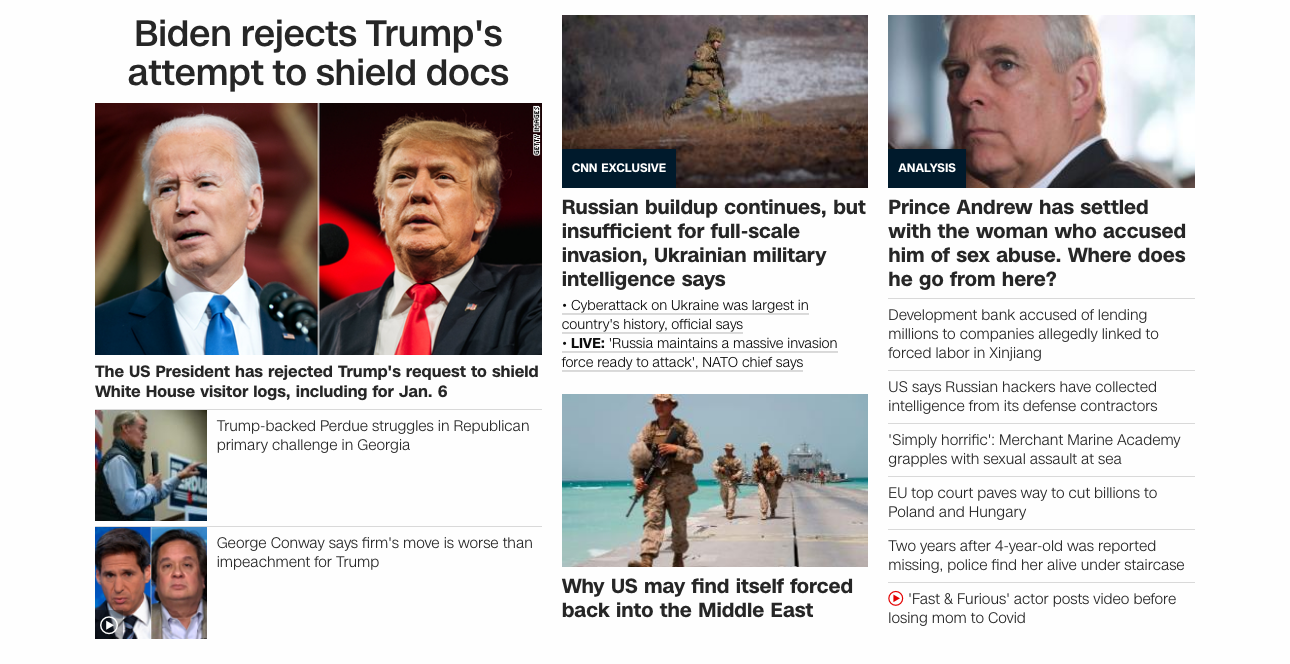 Biden rejects Trump's
attempt to shield docs
GETTY IMAGES
The US President has rejected Trump's request to shield
White House visitor logs, including for Jan. 6
Trump-backed Perdue struggles in Republican
primary challenge in Georgia
George Conway says firm's move is worse than
impeachment for Trump
CNN EXCLUSIVE
Russian buildup continues, but
insufficient for full-scale
invasion, Ukrainian military
intelligence says
• Cyberattack on Ukraine was largest in
country's history, official says
• LIVE: 'Russia maintains a massive invasion
force ready to attack', NATO chief says
Why US may find itself forced
back into the Middle East
ANALYSIS
Prince Andrew has settled
with the woman who accused
him of sex abuse. Where does
he go from here?
Development bank accused of lending
millions to companies allegedly linked to
forced labor in Xinjiang
US says Russian hackers have collected
intelligence from its defense contractors
'Simply horrific': Merchant Marine Academy
grapples with sexual assault at sea
EU top court paves way to cut billions to
Poland and Hungary
Two years after 4-year-old was reported
missing, police find her alive under staircase
'Fast & Furious' actor posts video before
losing mom to Covid